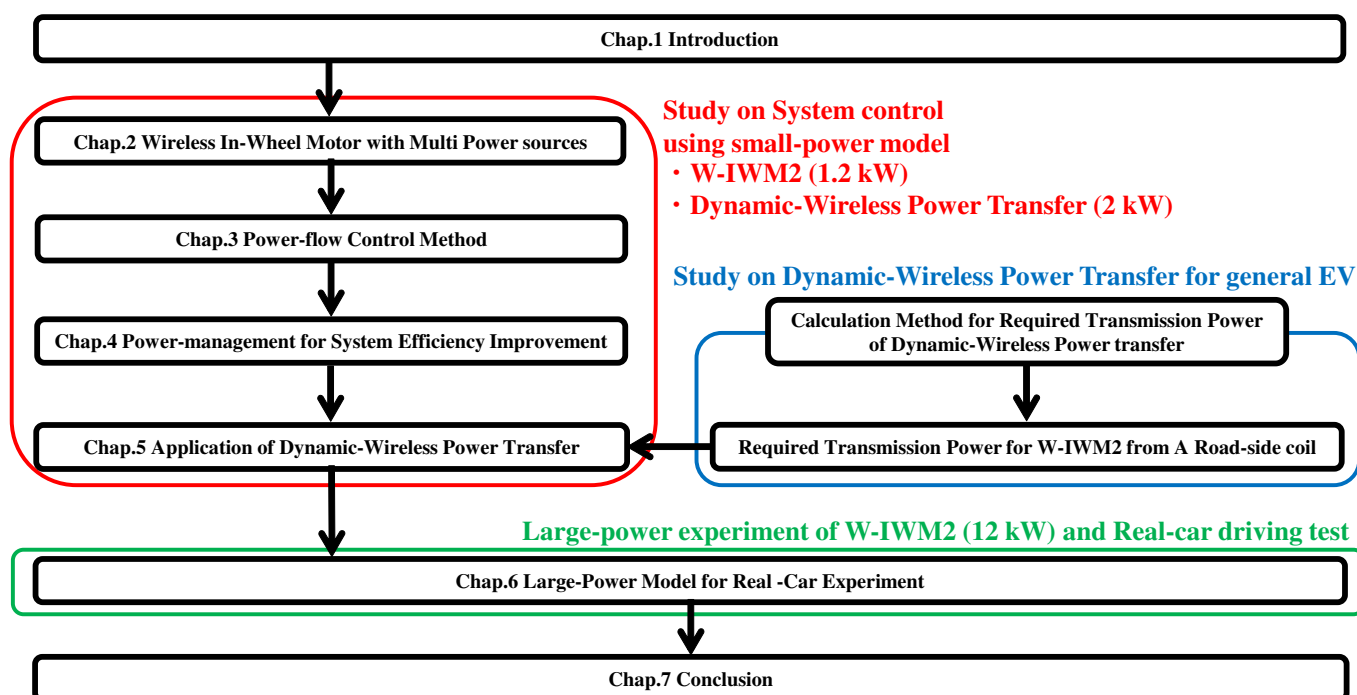 Chap.1 Introduction
Study on System control
using small-power model
・W-IWM2 (1.2 kW)
・Dynamic-Wireless Power Transfer (2 kW)
Chap.2 Wireless In-Wheel Motor with Multi Power sources
Chap.3 Power-flow Control Method
Study on Dynamic-Wireless Power Transfer for general EV
Calculation Method for Required Transmission Power
of Dynamic-Wireless Power transfer
Chap.4 Power-management for System Efficiency Improvement
Chap.5 Application of Dynamic-Wireless Power Transfer
Required Transmission Power for W-IWM2 from A Road-side coil
Large-power experiment of W-IWM2 (12 kW) and Real-car driving test
Chap.6 Large-Power Model for Real -Car Experiment
Chap.7 Conclusion